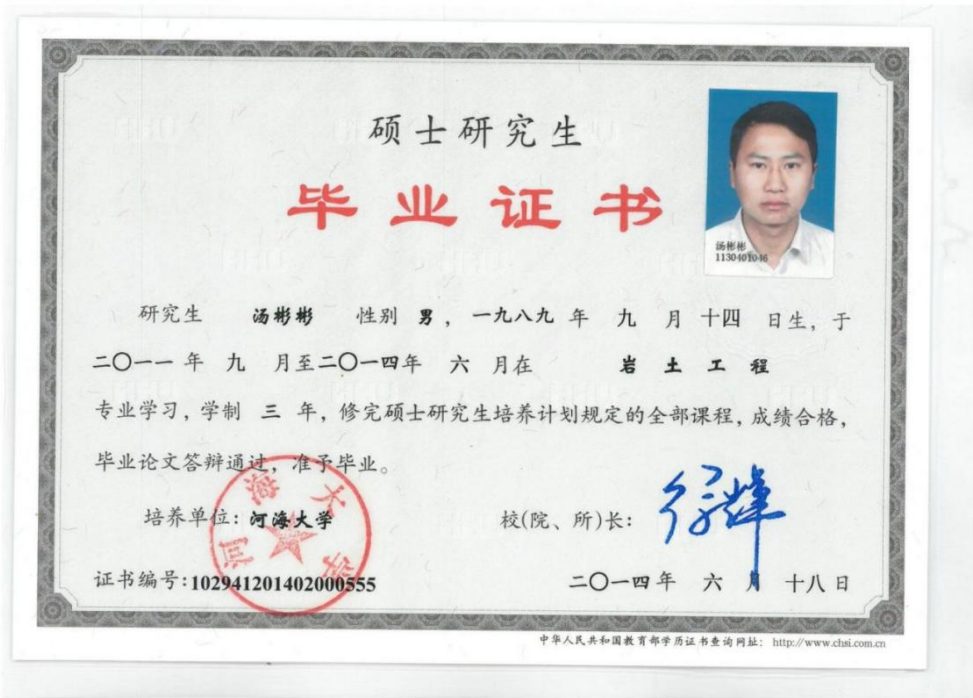 硕士研究生
毕业证书
汤彬彬
1130401046
研究生 汤彬彬 性别 男，一九八九 年 九 月 十四 日生，于
二〇一一 年 九 月至二〇一四年 六 月在 岩土工程
专业学习，学制 三 年，修完硕士研究生培养计划规定的全部课程，成绩合格，
毕业论文答辩通过，准予毕业。
培养单位：河海大学
校(院、所)长：
河海大学
证书编号：102941201402000555
二〇一四年 六 月 十八 日
中华人民共和国教育部学历证书查询网址： http://www.chsi.com.cn